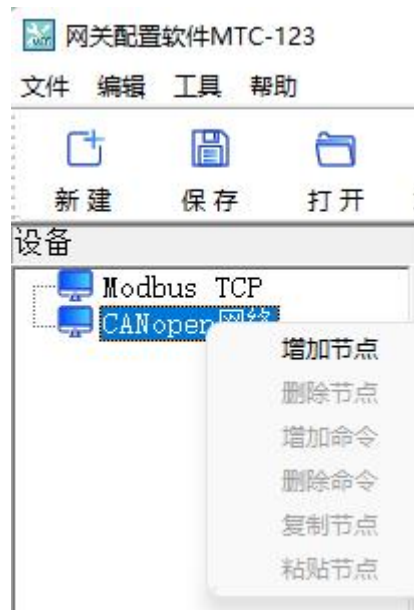 网关配置软件MTC-123
文件 编辑 工具 帮助
新建 保存 打开
设备
Modbus TCP
CANopen网络
增加节点
删除节点
增加命令
删除命令
复制节点
粘贴节点